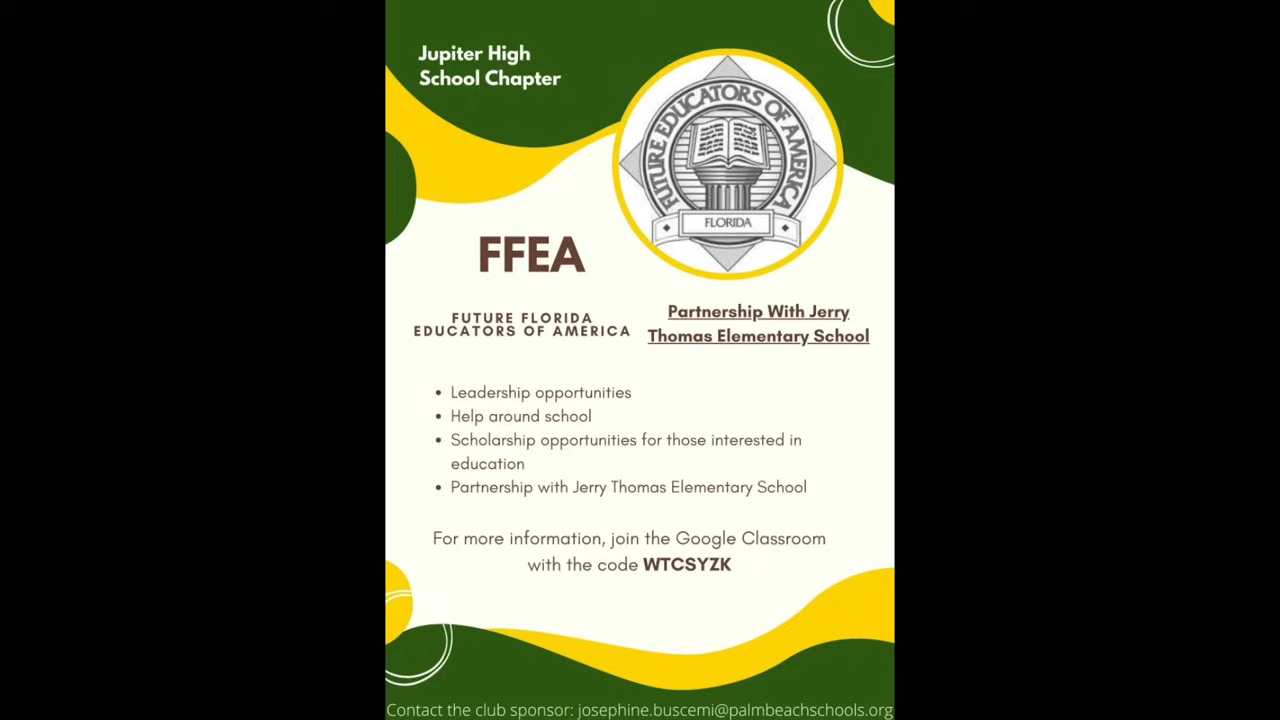 Jupiter High
School Chapter
FUTURE EDUCATORS OF AMERICA
FLORIDA
FFEA
FUTURE FLORIDA
EDUCATORS OF AMERICA
Partnership With Jerry
Thomas Elementary School
• Leadership opportunities
• Help around school
• Scholarship opportunities for those interested in
education
• Partnership with Jerry Thomas Elementary School
For more information, join the Google Classroom
with the code WTCSYZK
Contact the club sponsor: josephine.buscemi@palmbeachschools.org